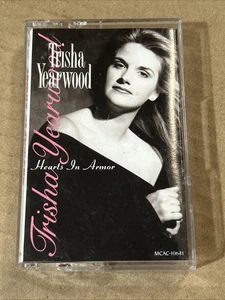 Trisha
Yearwood
Trisha Yearwood
Hearts In Armor
MCAC-10641